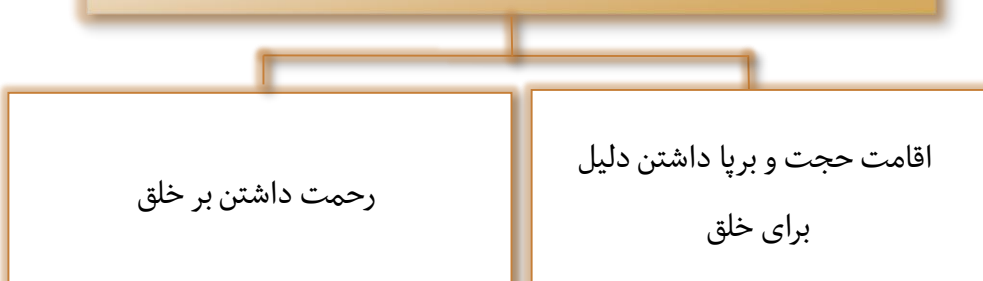 اقامت حجت و برپا داشتن دلیل
برای خلق
رحمت داشتن بر خلق